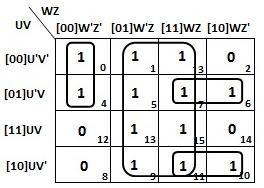 WZ
UV [00]W'Z' [01]W'Z [11]WZ [10]WZ'
[00]U'V' 1 1 1 0
0 1 3 2
[01]U'V 1 1 1 1
4 5 7 6
[11]UV 0 1 1 0
12 13 15 14
[10]UV' 0 1 1 1
8 9 11 10